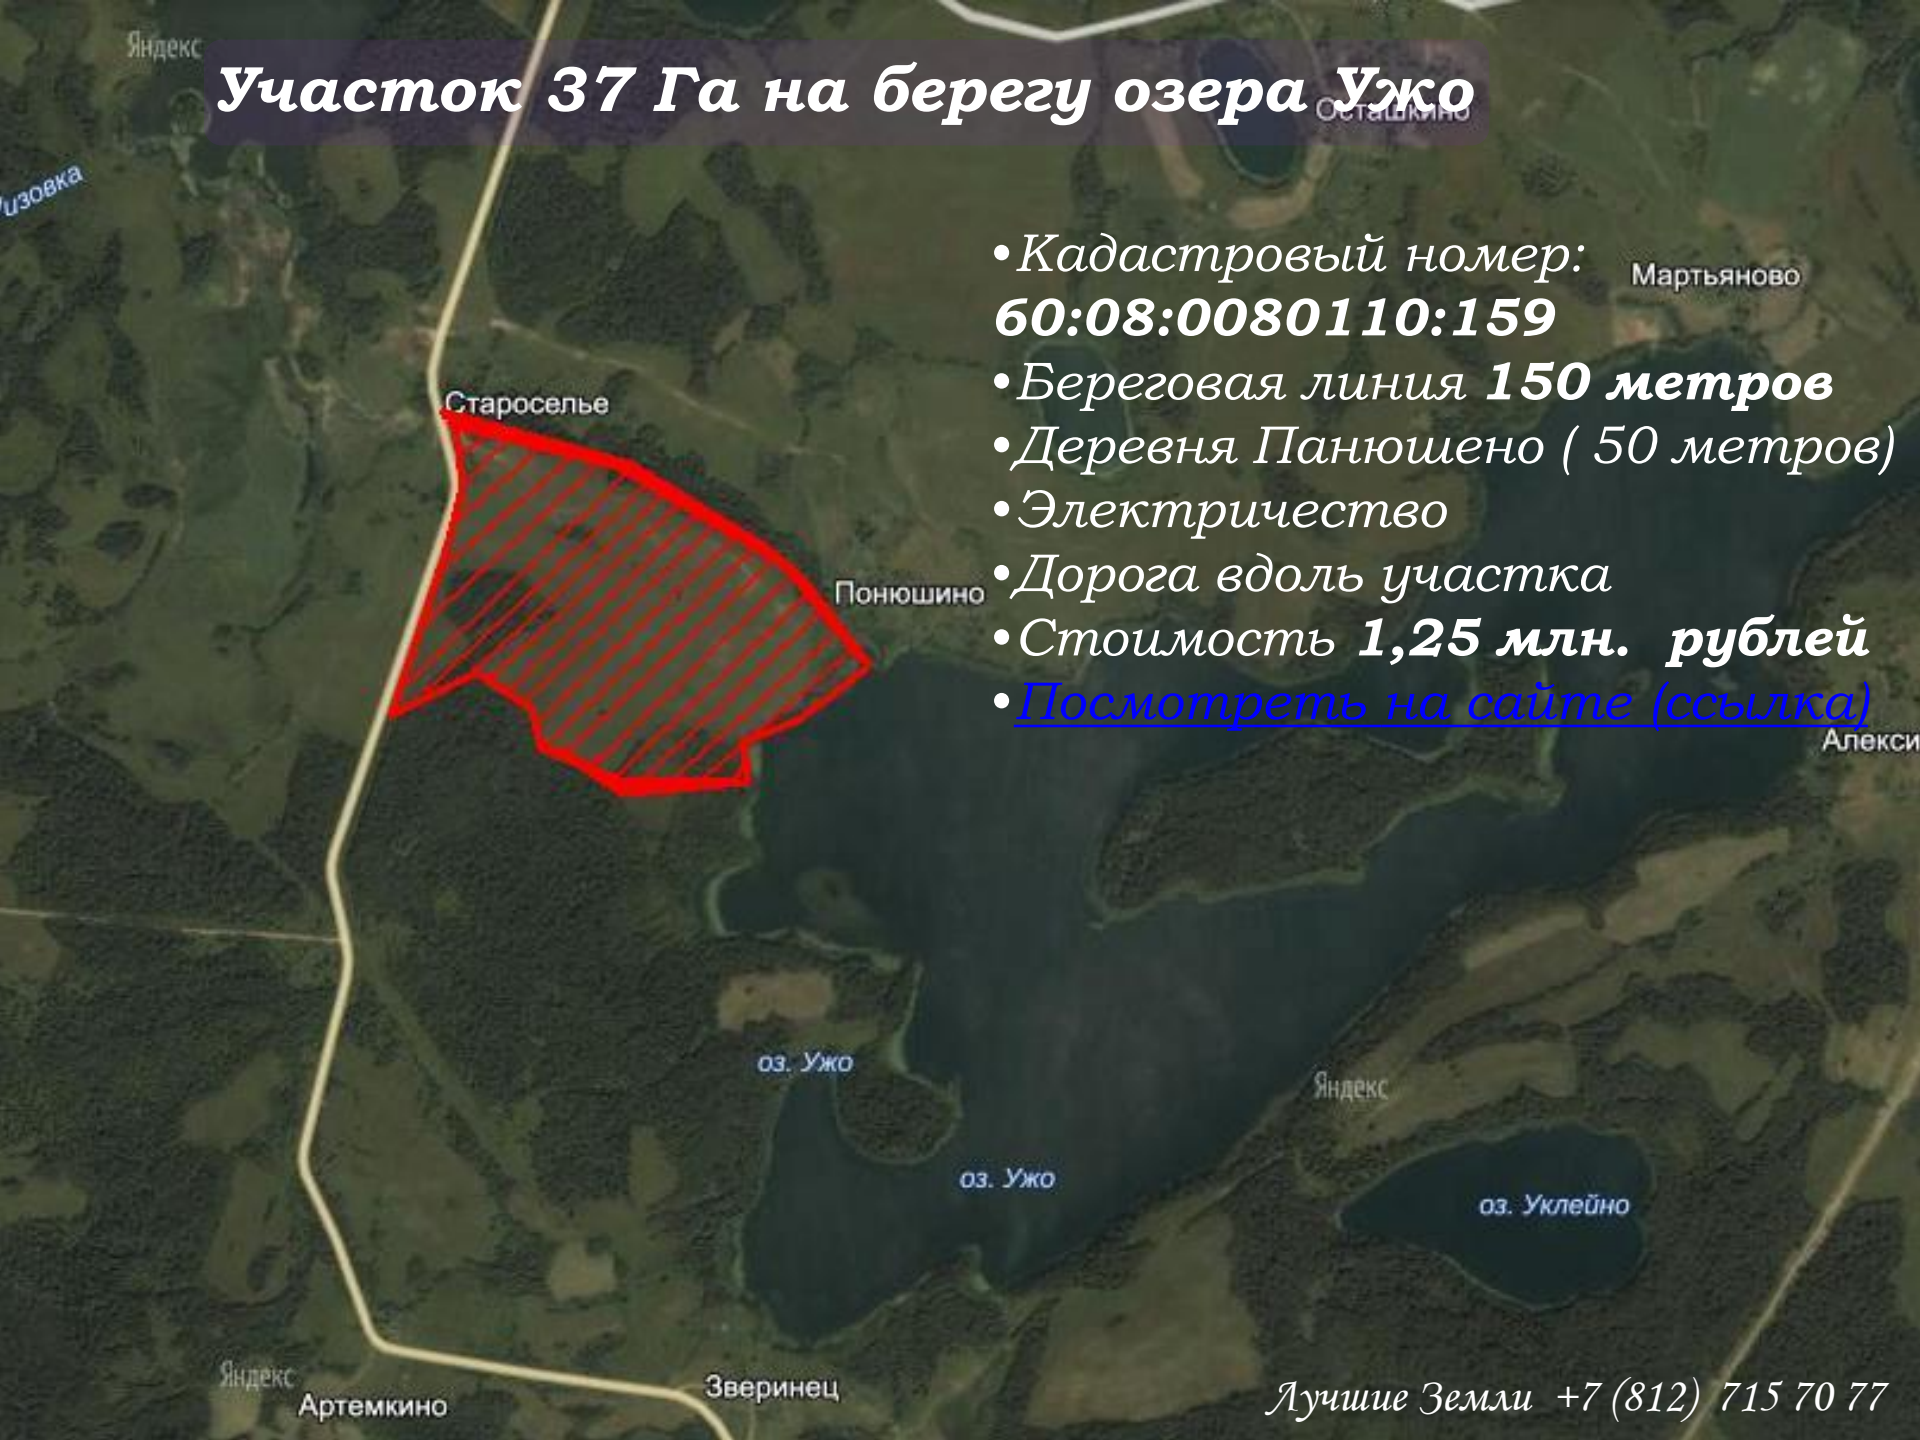 Яндекс
Участок 37 Га на берегу озера Ужо
Осташкино
•Кадастровый номер:
60:08:0080110:159
Мартьяново
•Береговая линия 150 метров
Староселье
•Деревня Панюшено ( 50 метров)
•Электричество
•Дорога вдоль участка
Понюшино
•Стоимость 1,25 млн. рублей
•Посмотреть на сайте (ссылка)
Алекси
оз. Ужо
Яндекс
оз. Ужо
оз. Уклейно
Яндекс
Зверинец
Артемкино
Лучшие Земли +7 (812) 715 70 77